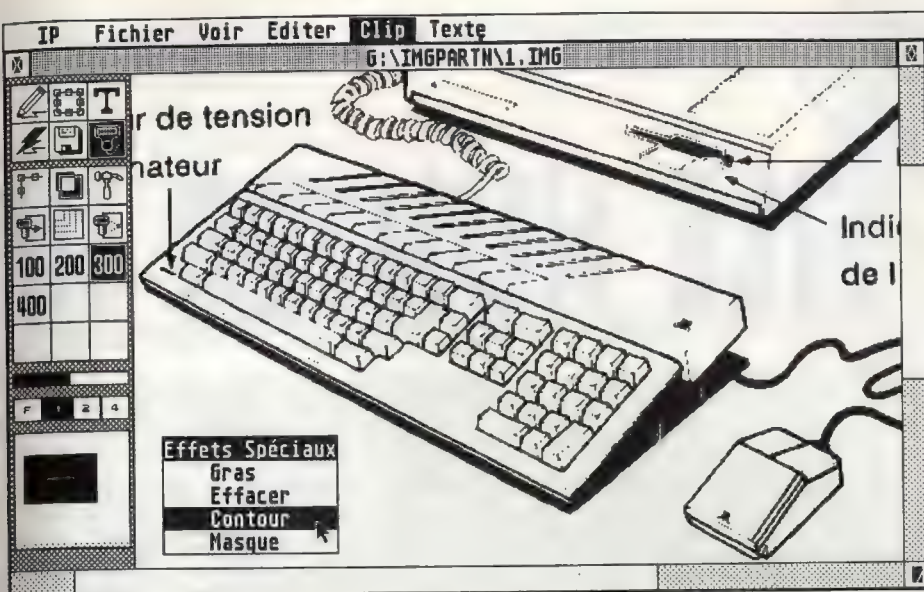 IP Fichier Voir Editer Clip Texte
G:\IMGPARTN\1.IMG
r de tension
nateur
Indi
de l
T
100 200 300
400
F 1 2 4
Effets Spéciaux
Gras
Effacer
Contour
Masque